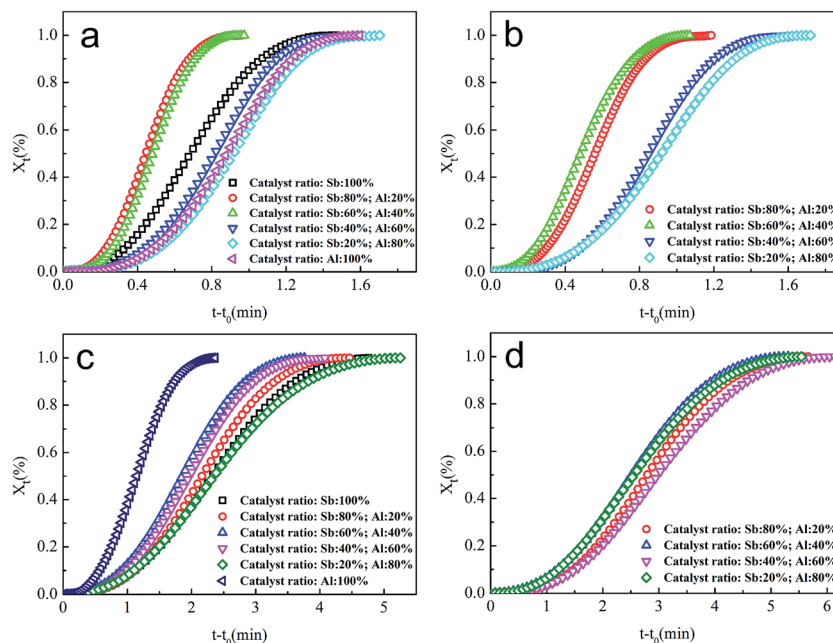 a
1.0
0.8
0.6
0.4
0.2
0.0
X_t(%)
Catalyst ratio: Sb:100%
Catalyst ratio: Sb:80%; Al:20%
Catalyst ratio: Sb:60%; Al:40%
Catalyst ratio: Sb:40%; Al:60%
Catalyst ratio: Sb:20%; Al:80%
Catalyst ratio: Al:100%
0.0 0.4 0.8 1.2 1.6
t-t_0(min)
b
1.0
0.8
0.6
0.4
0.2
0.0
X_t(%)
Catalyst ratio: Sb:80%; Al:20%
Catalyst ratio: Sb:60%; Al:40%
Catalyst ratio: Sb:40%; Al:60%
Catalyst ratio: Sb:20%; Al:80%
0.0 0.4 0.8 1.2 1.6
t-t_0(min)
c
1.0
0.8
0.6
0.4
0.2
0.0
X_t(%)
Catalyst ratio: Sb:100%
Catalyst ratio: Sb:80%; Al:20%
Catalyst ratio: Sb:60%; Al:40%
Catalyst ratio: Sb:40%; Al:60%
Catalyst ratio: Sb:20%; Al:80%
Catalyst ratio: Al:100%
0 1 2 3 4 5
t-t_0(min)
d
1.0
0.8
0.6
0.4
0.2
0.0
X_t(%)
Catalyst ratio: Sb:80%; Al:20%
Catalyst ratio: Sb:60%; Al:40%
Catalyst ratio: Sb:40%; Al:60%
Catalyst ratio: Sb:20%; Al:80%
0 1 2 3 4 5 6
t-t_0(min)